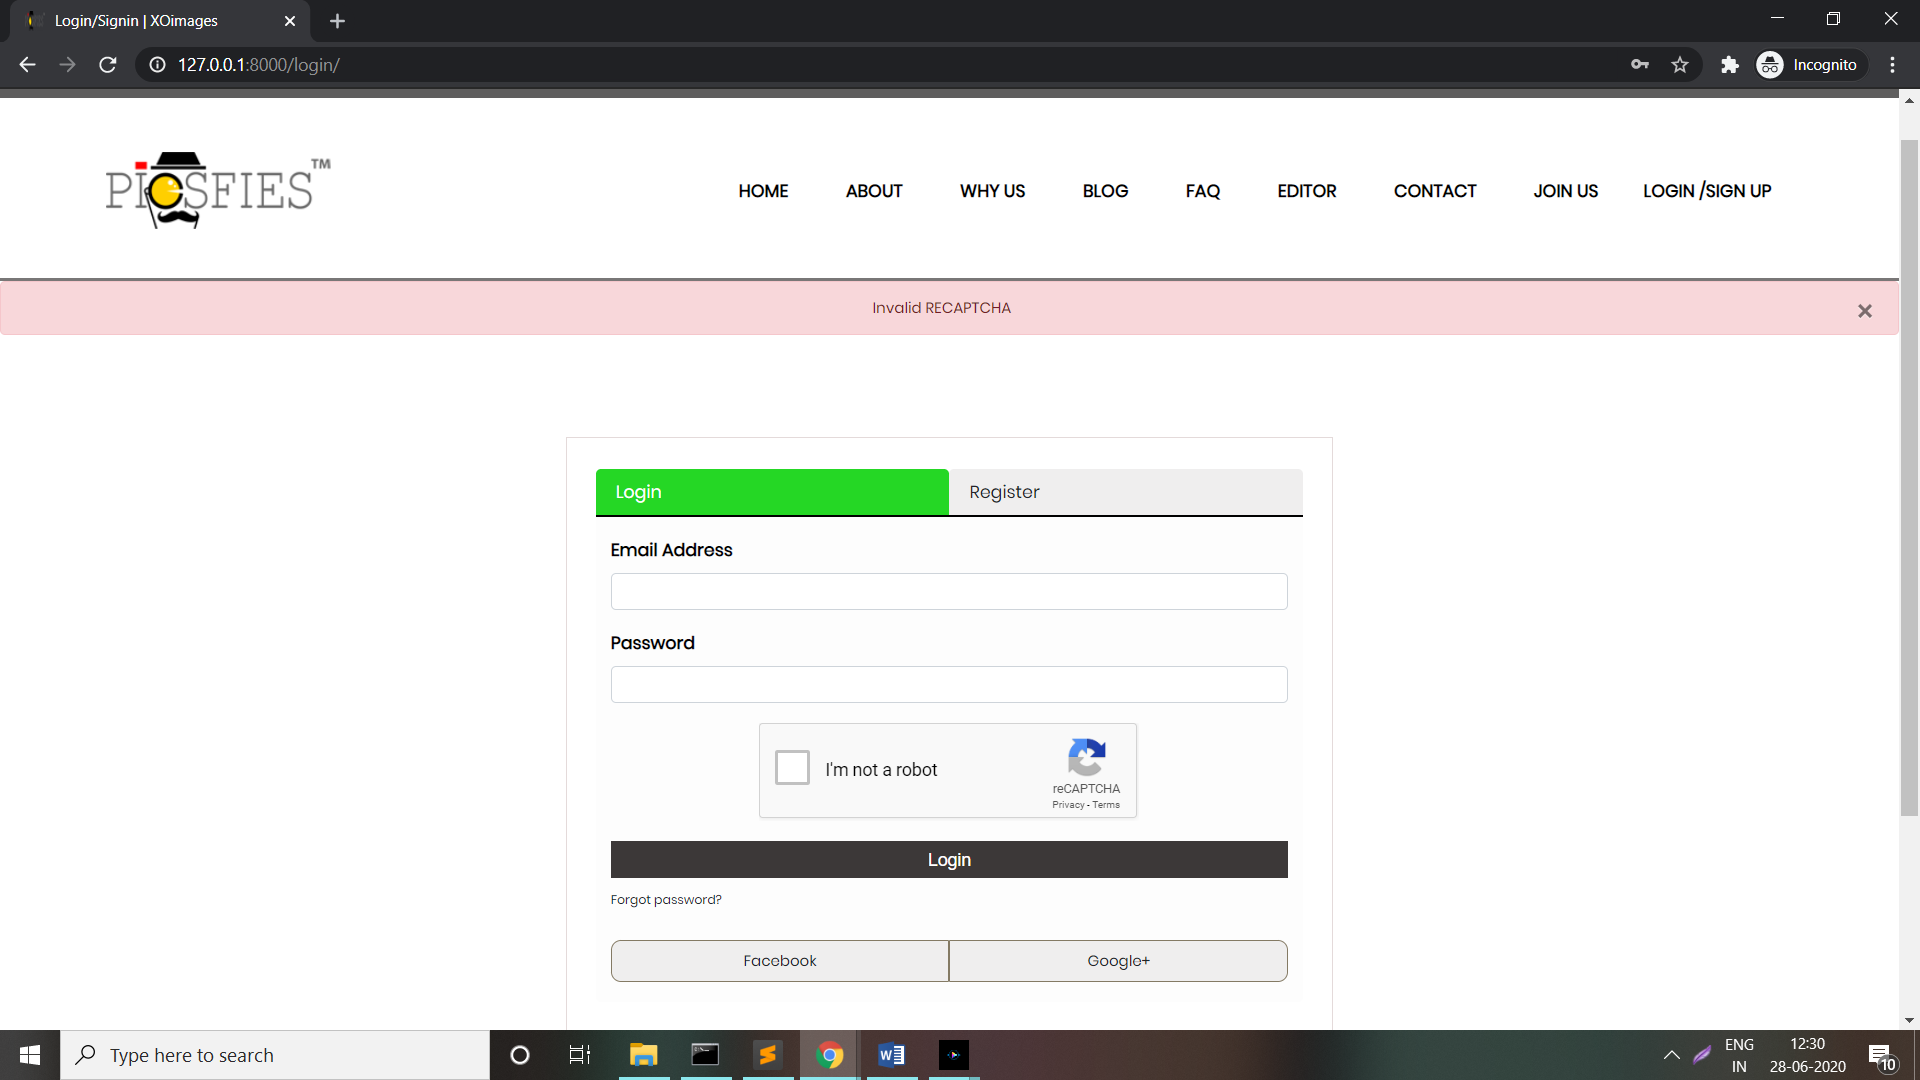 Login/Signin | XOimages
127.0.0.1:8000/login/
Incognito
PICSFIES™
HOME ABOUT WHY US BLOG FAQ EDITOR CONTACT JOIN US LOGIN /SIGN UP
Invalid RECAPTCHA
Login Register
Email Address
Password
I'm not a robot
reCAPTCHA
Privacy - Terms
Login
Forgot password?
Facebook Google+
Type here to search
ENG
IN
12:30
28-06-2020
10